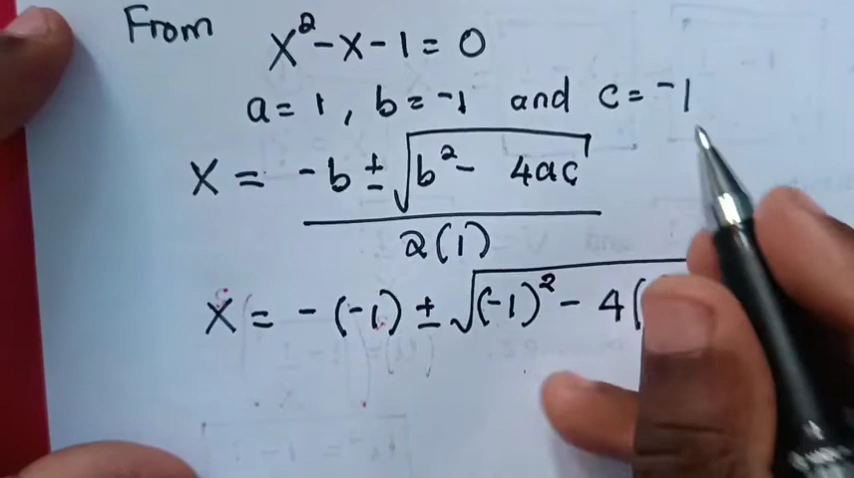 From
x² - x - 1 = 0
a = 1, b = -1 and c = -1
x = -b ± √b² - 4ac
2(1)
x = -(-1) ± √(-1)² - 4(